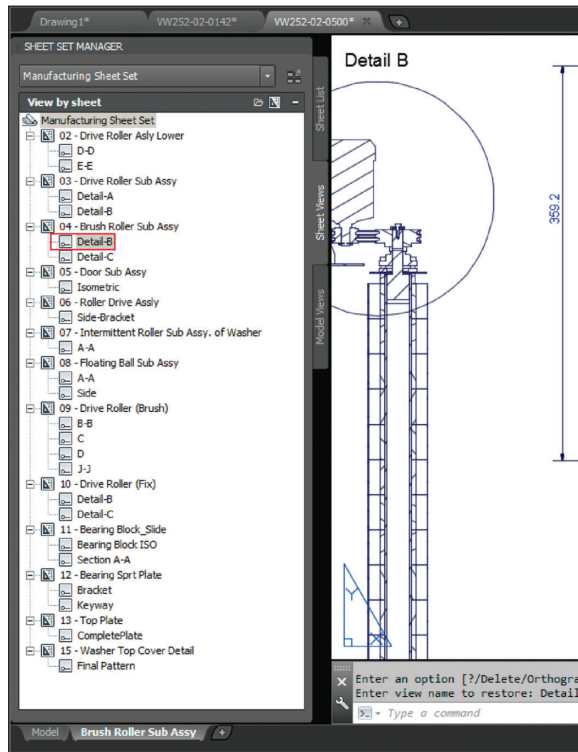 Drawing1*
VW252-02-0142*
VW252-02-0500*
SHEET SET MANAGER
Manufacturing Sheet Set
View by sheet
Manufacturing Sheet Set
02 - Drive Roller Asly Lower
D-D
E-E
03 - Drive Roller Sub Assy
Detail-A
Detail-B
04 - Brush Roller Sub Assy
Detail-B
Detail-C
05 - Door Sub Assy
Isometric
06 - Roller Drive Assly
Side-Bracket
07 - Intermittent Roller Sub Assy. of Washer
A-A
08 - Floating Ball Sub Assy
A-A
Side
09 - Drive Roller (Brush)
B-B
C
D
J-J
10 - Drive Roller (Fix)
Detail-B
Detail-C
11 - Bearing Block_Slide
Bearing Block ISO
Section A-A
12 - Bearing Sprt Plate
Bracket
Keyway
13 - Top Plate
CompletePlate
15 - Washer Top Cover Detail
Final Pattern
Sheet List
Sheet Views
Model Views
Detail B
359.2
Y
X
Enter an option [?/Delete/Orthogra
Enter view name to restore: Detail
Type a command
Model
Brush Roller Sub Assy